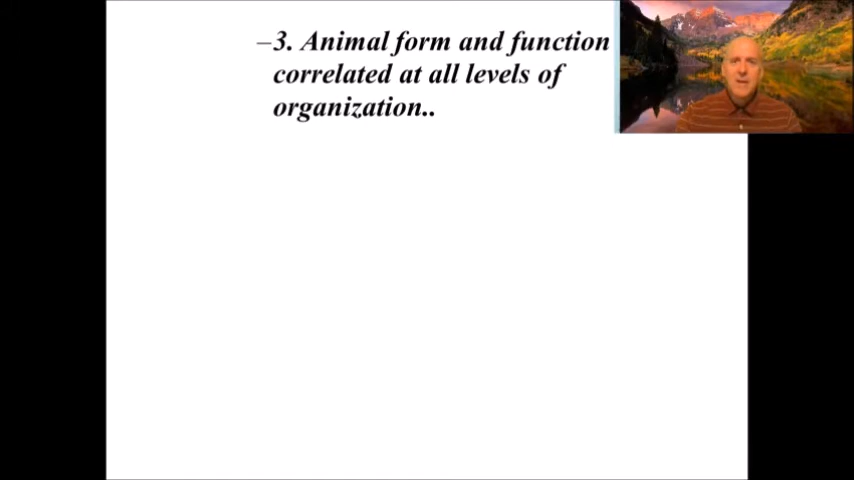 –3. Animal form and function
correlated at all levels of
organization..